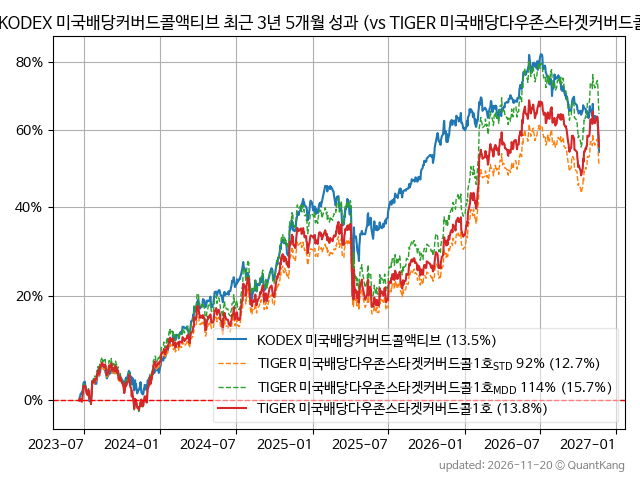 KODEX 미국배당커버드콜액티브 최근 3년 5개월 성과 (vs TIGER 미국배당다우존스타겟커버드콜
80%
60%
40%
20%
0%
KODEX 미국배당커버드콜액티브 (13.5%)
TIGER 미국배당다우존스타겟커버드콜1호STD 92% (12.7%)
TIGER 미국배당다우존스타겟커버드콜1호MDD 114% (15.7%)
TIGER 미국배당다우존스타겟커버드콜1호 (13.8%)
2023-07 2024-01 2024-07 2025-01 2025-07 2026-01 2026-07 2027-01
updated: 2026-11-20 © QuantKang